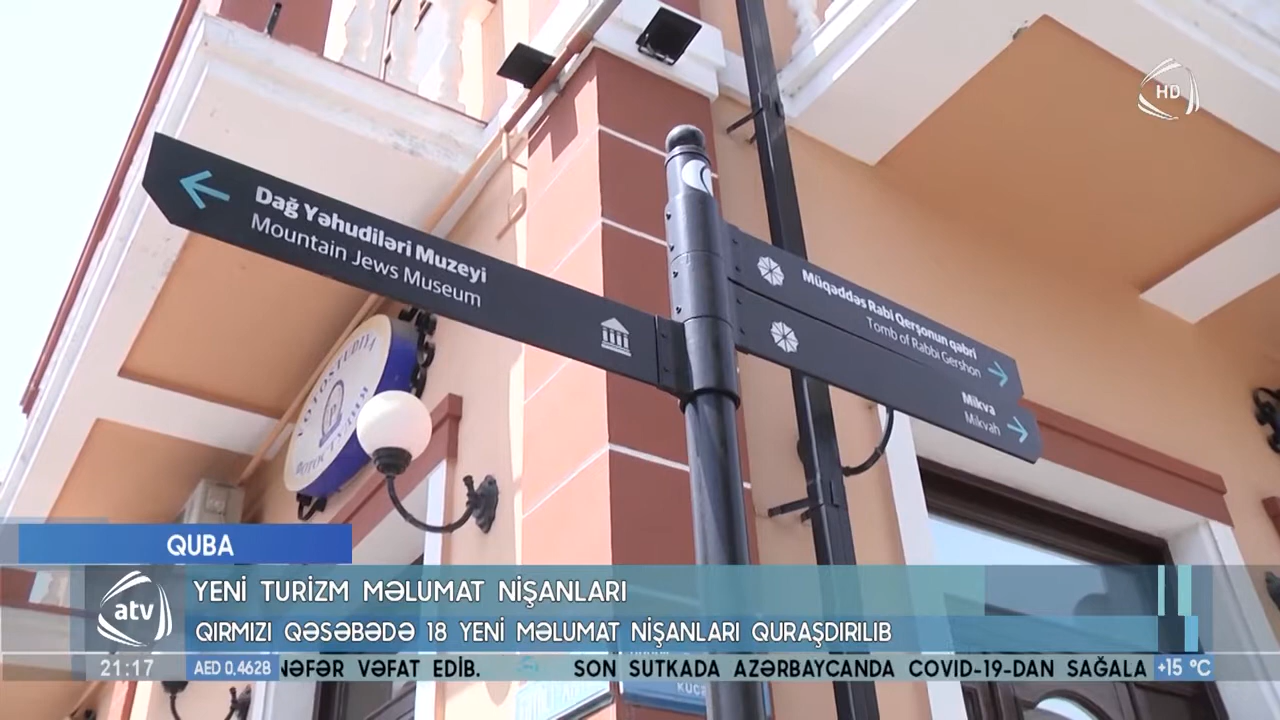 HD
Dağ Yəhudiləri Muzeyi
Mountain Jews Museum
Müqəddəs Rabi Qerşonun qəbri
Tomb of Rabbi Gershon
Mikva
Mikvah
QUBA
atv
YENİ TURİZM MƏLUMAT NİŞANLARI
QIRMIZI QƏSƏBƏDƏ 18 YENİ MƏLUMAT NİŞANLARI QURAŞDIRILIB
21:17 AED 0.4628 NƏFƏR VƏFAT EDİB. SON SUTKADA AZƏRBAYCANDA COVID-19-DAN SAĞALA +15 °C